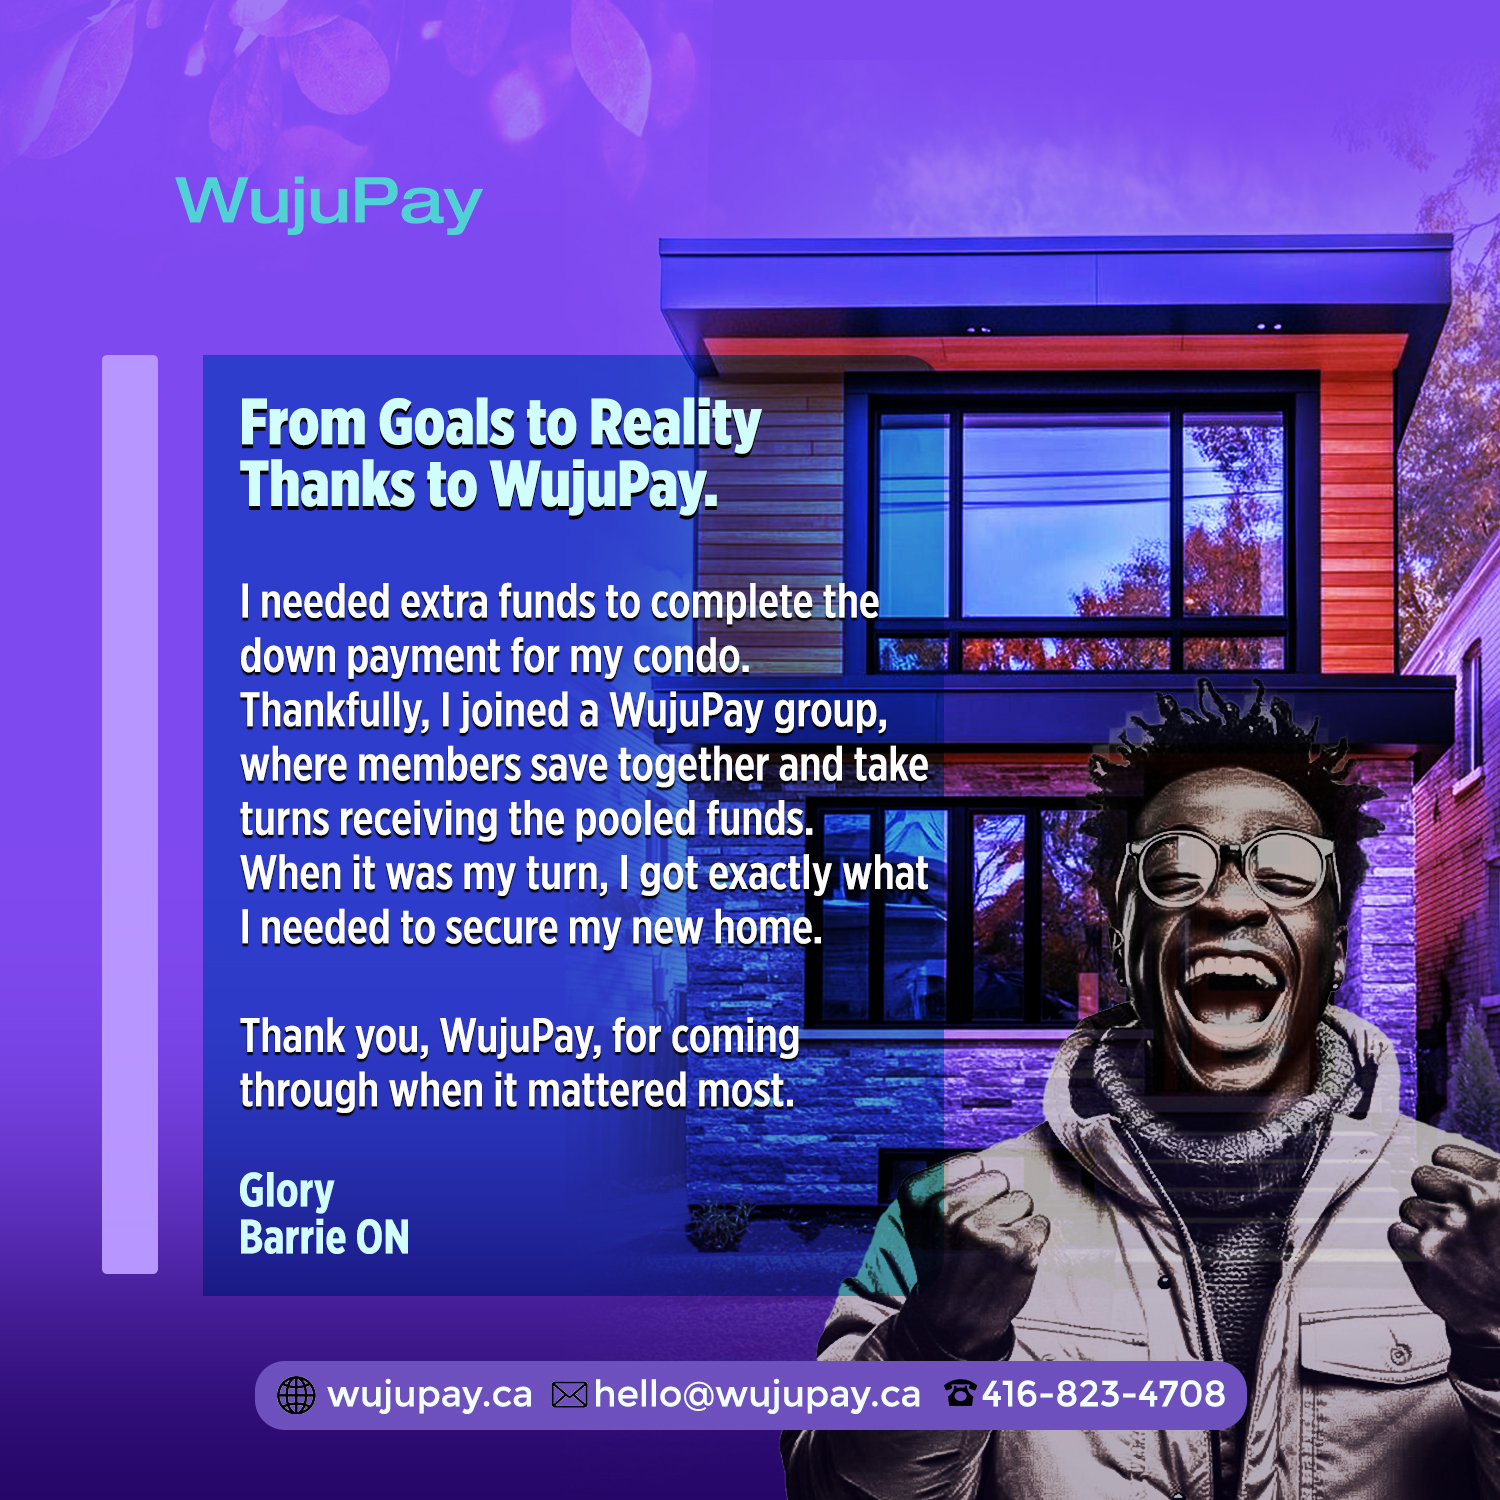 WujuPay
From Goals to Reality
Thanks to WujuPay.
I needed extra funds to complete the
down payment for my condo.
Thankfully, I joined a WujuPay group,
where members save together and take
turns receiving the pooled funds.
When it was my turn, I got exactly what
I needed to secure my new home.
Thank you, WujuPay, for coming
through when it mattered most.
Glory
Barrie ON
wujupay.ca hello@wujupay.ca 416-823-4708